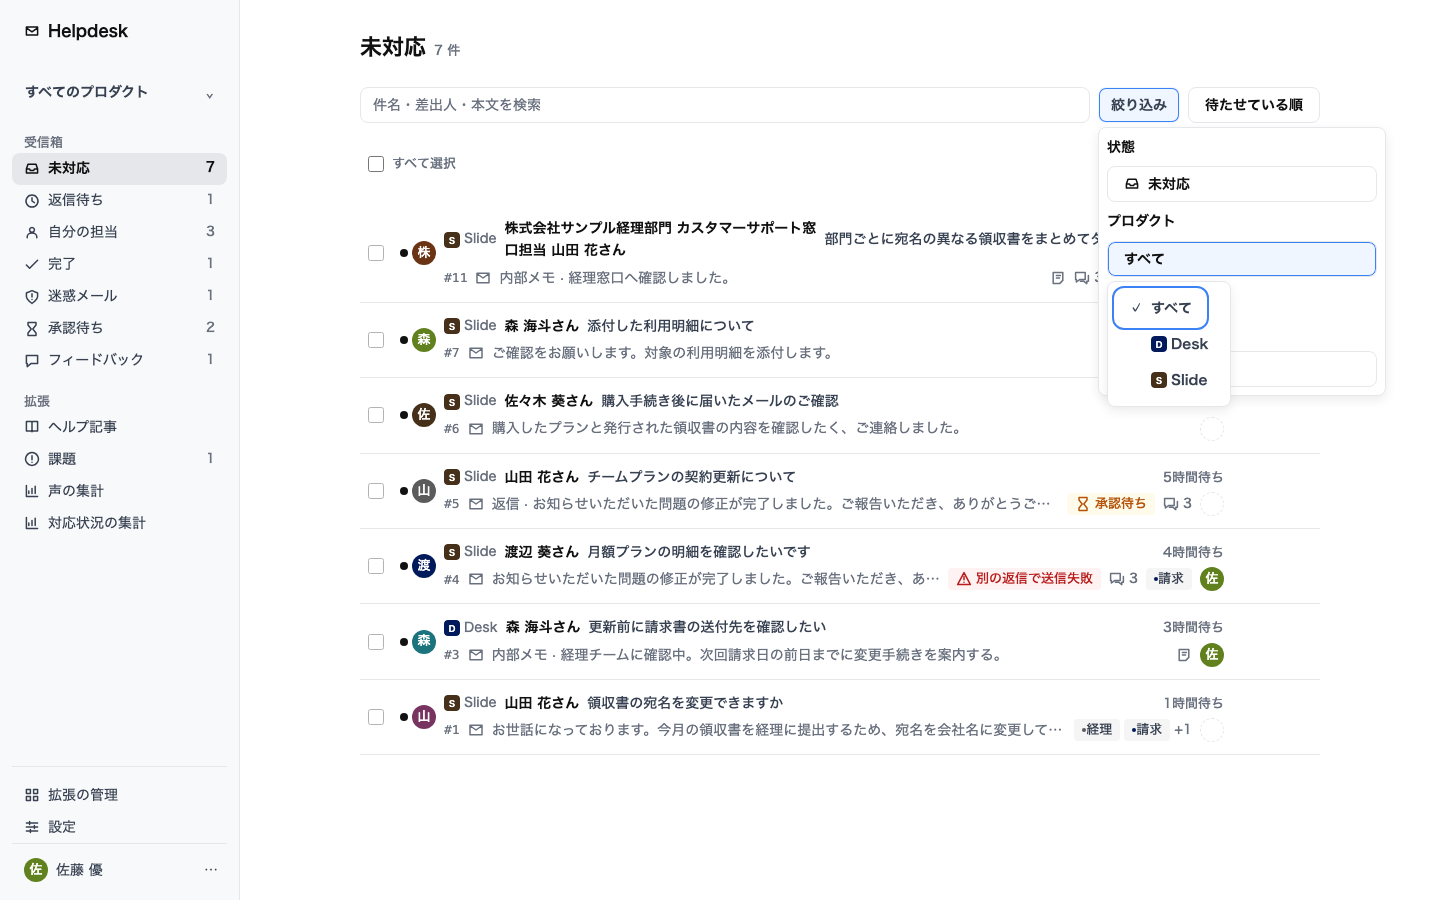 Helpdesk
すべてのプロダクト
受信箱
未対応 7
返信待ち 1
自分の担当 3
完了 1
迷惑メール 1
承認待ち 2
フィードバック 1
拡張
ヘルプ記事
課題 1
声の集計
対応状況の集計
拡張の管理
設定
佐 佐藤 優 …
未対応 7 件
件名・差出人・本文を検索
絞り込み
待たせている順
すべて選択
状態
未対応
プロダクト
すべて
✓ すべて
D Desk
S Slide
株 S Slide 株式会社サンプル経理部門 カスタマーサポート窓
口担当 山田 花さん
部門ごとに宛名の異なる領収書をまとめて
#11 内部メモ · 経理窓口へ確認しました。
森 S Slide 森 海斗さん 添付した利用明細について
#7 ご確認をお願いします。対象の利用明細を添付します。
佐 S Slide 佐々木 葵さん 購入手続き後に届いたメールのご確認
#6 購入したプランと発行された領収書の内容を確認したく、ご連絡しました。
山 S Slide 山田 花さん チームプランの契約更新について 5時間待ち
#5 返信 · お知らせいただいた問題の修正が完了しました。ご報告いただき、ありがとうご… 承認待ち 3
渡 S Slide 渡辺 葵さん 月額プランの明細を確認したいです 4時間待ち
#4 お知らせいただいた問題の修正が完了しました。ご報告いただき、あ… 別の返信で送信失敗 3 •請求 佐
森 D Desk 森 海斗さん 更新前に請求書の送付先を確認したい 3時間待ち
#3 内部メモ · 経理チームに確認中。次回請求日の前日までに変更手続きを案内する。 佐
山 S Slide 山田 花さん 領収書の宛名を変更できますか 1時間待ち
#1 お世話になっております。今月の領収書を経理に提出するため、宛名を会社名に変更して… •経理 •請求 +1